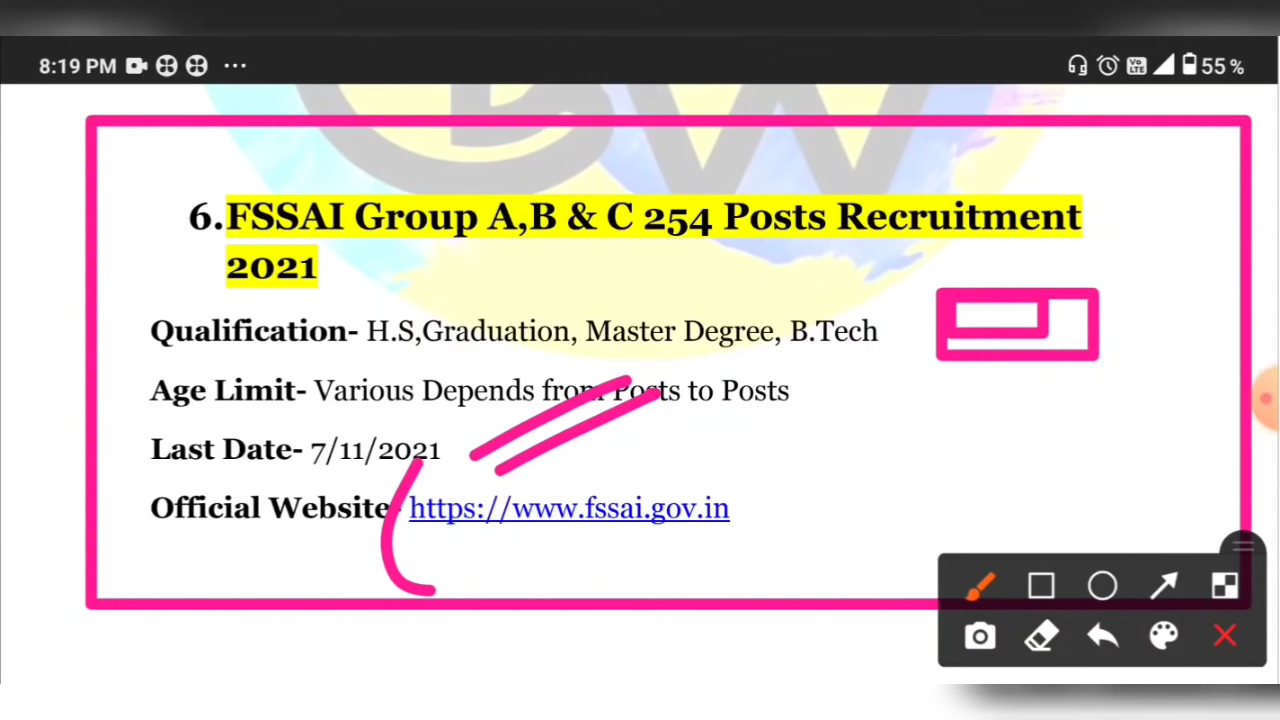 8:19 PM ... VoLTE 55 %
6.FSSAI Group A,B & C 254 Posts Recruitment
2021
Qualification- H.S,Graduation, Master Degree, B.Tech
Age Limit- Various Depends from Posts to Posts
Last Date- 7/11/2021
Official Website- https://www.fssai.gov.in